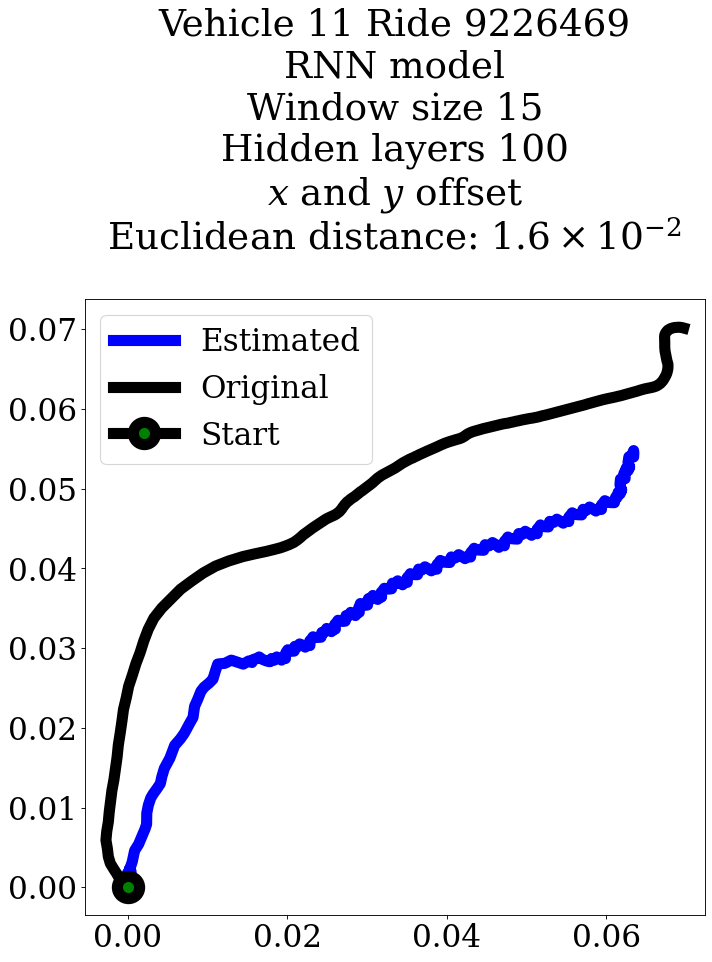 Vehicle 11 Ride 9226469
RNN model
Window size 15
Hidden layers 100
x and y offset
Euclidean distance: 1.6 × 10⁻²
Estimated
Original
Start
0.07
0.06
0.05
0.04
0.03
0.02
0.01
0.00
0.00 0.02 0.04 0.06